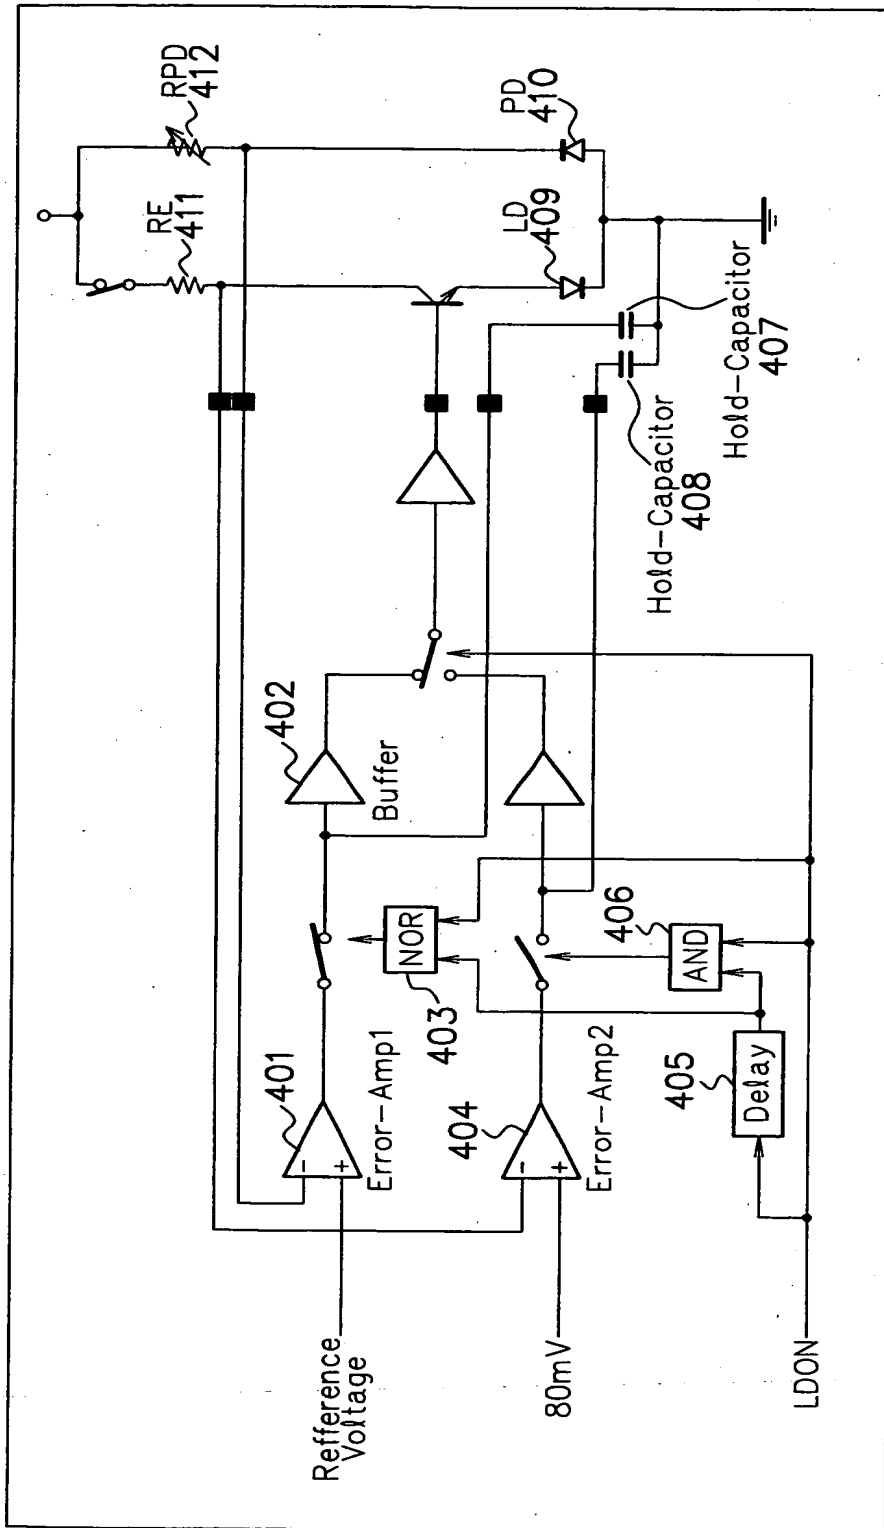 Refference
Voltage
80mV
LDON
401
-
+
Error-Amp1
404
-
+
Error-Amp2
405
Delay
403
NOR
406
AND
402
Buffer
RE
411
RPD
412
LD
409
PD
410
Hold-Capacitor
408
Hold-Capacitor
407